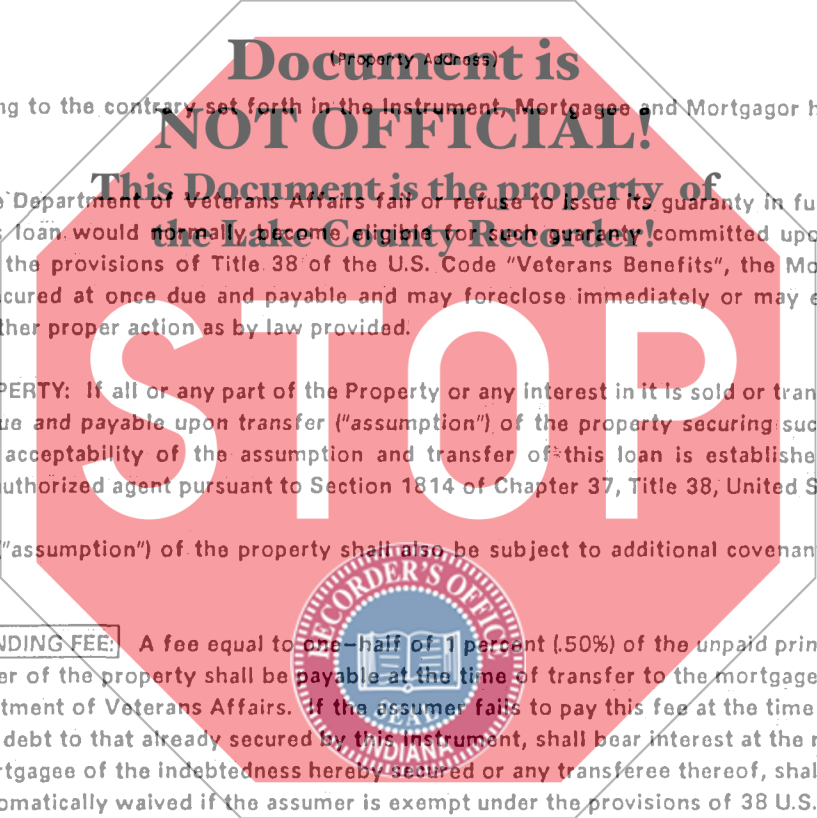 (Property Address)
Document is
ng to the contrary set forth in the Instrument, Mortgagee and Mortgagor h
NOT OFFICIAL!
This Document is the property of
e Department of Veterans Affairs fail or refuse to issue its guaranty in fu
the Lake County Recorder!
s loan would normally become eligible for such guaranty committed upo
the provisions of Title 38 of the U.S. Code "Veterans Benefits", the Mo
cured at once due and payable and may foreclose immediately or may e
ther proper action as by law provided.
STOP
PERTY: If all or any part of the Property or any interest in it is sold or tran
ue and payable upon transfer ("assumption") of the property securing suc
acceptability of the assumption and transfer of this loan is establishe
authorized agent pursuant to Section 1814 of Chapter 37, Title 38, United S
("assumption") of the property shall also be subject to additional covenan
RECORDER'S OFFICE
SEAL
INDIANA
NDING FEE: A fee equal to one-half of 1 percent (.50%) of the unpaid prin
er of the property shall be payable at the time of transfer to the mortgage
tment of Veterans Affairs. If the assumer fails to pay this fee at the time
debt to that already secured by this instrument, shall bear interest at the r
rtgagee of the indebtedness hereby secured or any transferee thereof, shal
omatically waived if the assumer is exempt under the provisions of 38 U.S.